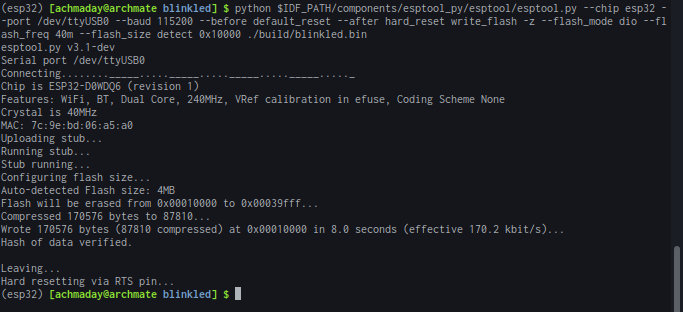 (esp32) [achmaday@archmate blinkled] $ python $IDF_PATH/components/esptool_py/esptool/esptool.py --chip esp32 -
-port /dev/ttyUSB0 --baud 115200 --before default_reset --after hard_reset write_flash -z --flash_mode dio --fl
ash_freq 40m --flash_size detect 0x10000 ./build/blinkled.bin
esptool.py v3.1-dev
Serial port /dev/ttyUSB0
Connecting........_____....._____....._____....._____....._
Chip is ESP32-D0WDQ6 (revision 1)
Features: WiFi, BT, Dual Core, 240MHz, VRef calibration in efuse, Coding Scheme None
Crystal is 40MHz
MAC: 7c:9e:bd:06:a5:a0
Uploading stub...
Running stub...
Stub running...
Configuring flash size...
Auto-detected Flash size: 4MB
Flash will be erased from 0x00010000 to 0x00039fff...
Compressed 170576 bytes to 87810...
Wrote 170576 bytes (87810 compressed) at 0x00010000 in 8.0 seconds (effective 170.2 kbit/s)...
Hash of data verified.
Leaving...
Hard resetting via RTS pin...
(esp32) [achmaday@archmate blinkled] $